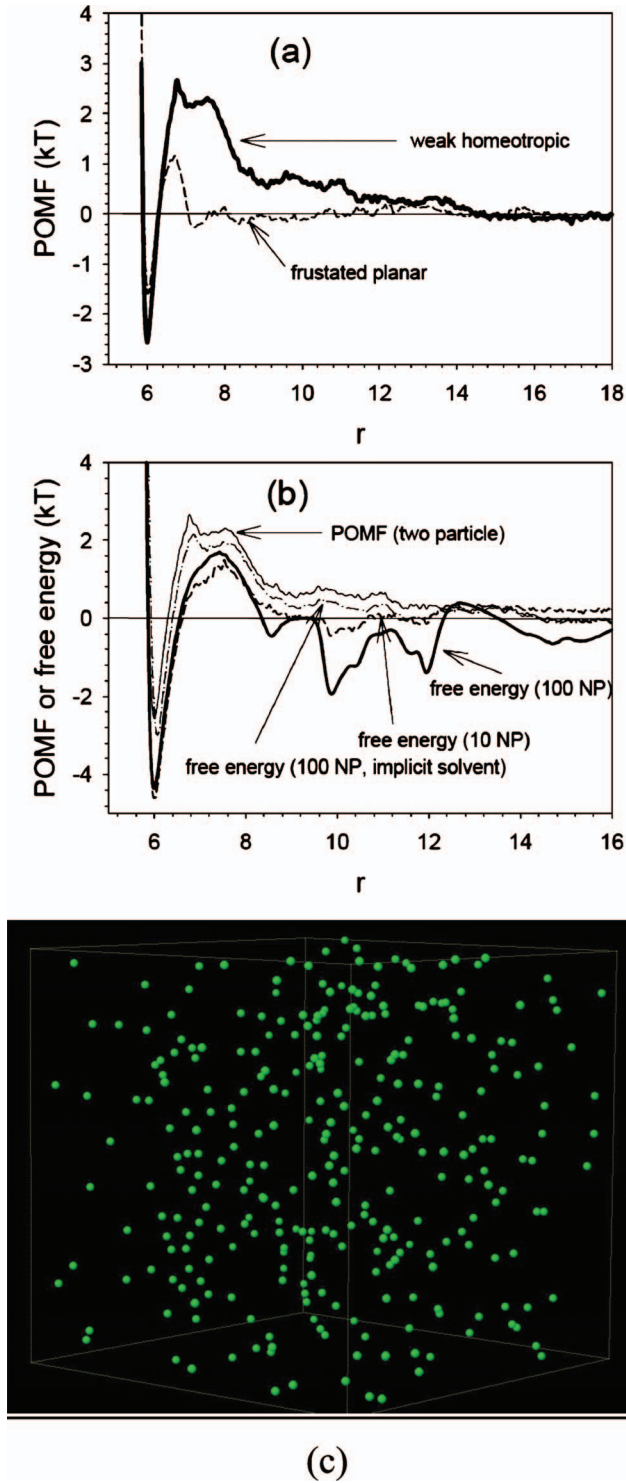 (a)
4
3
2
1
0
-1
-2
-3
POMF (kT)
weak homeotropic
frustated planar
6 8 10 12 14 16 18
r
(b)
4
2
0
-2
-4
POMF or free energy (kT)
POMF (two particle)
free energy (100 NP)
free energy (10 NP)
free energy (100 NP, implicit solvent)
6 8 10 12 14 16
r
(c)